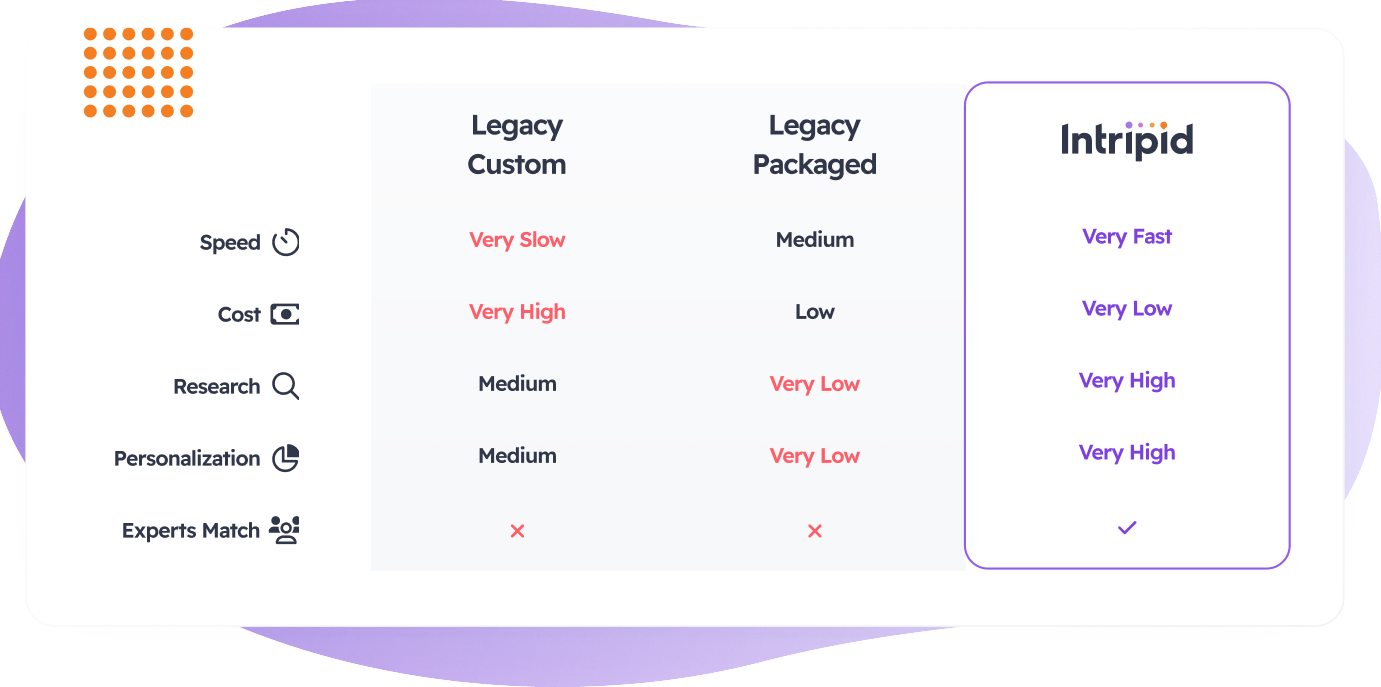 Legacy
Custom
Legacy
Packaged
Intripid
Speed
Very Slow
Medium
Very Fast
Cost
Very High
Low
Very Low
Research
Medium
Very Low
Very High
Personalization
Medium
Very Low
Very High
Experts Match